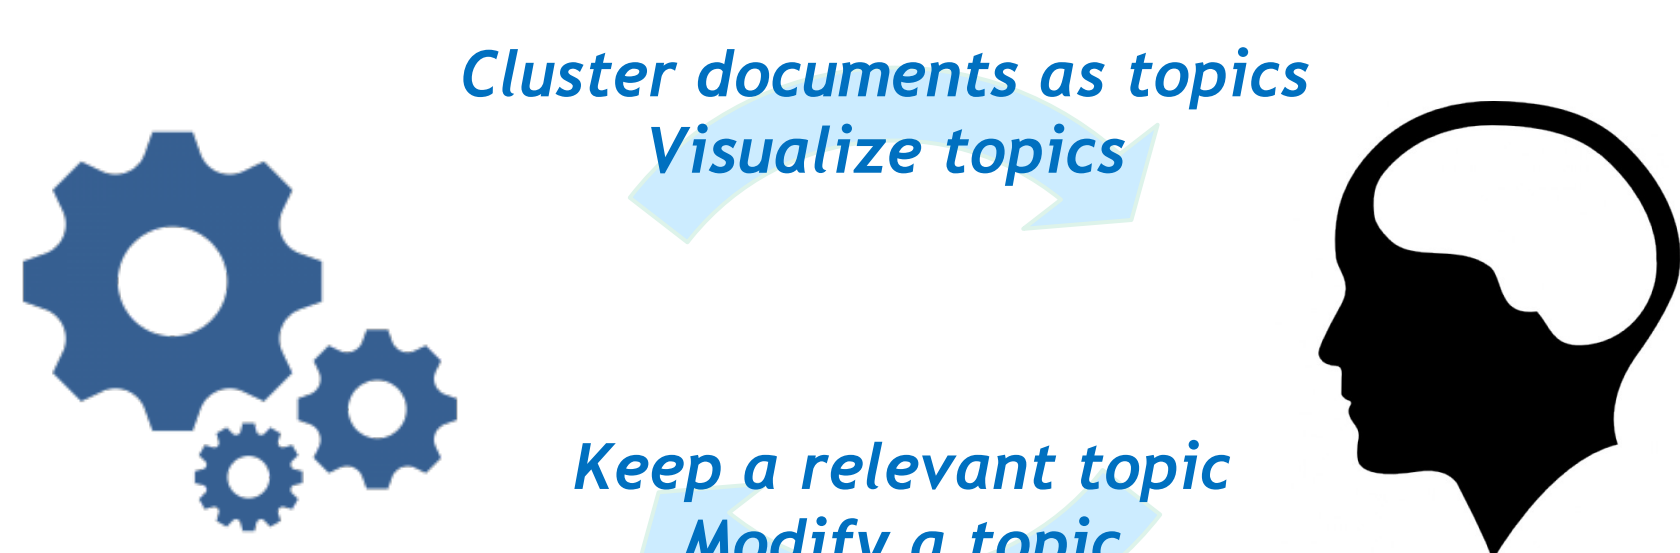 Cluster documents as topics
Visualize topics
Keep a relevant topic
Modify a topic